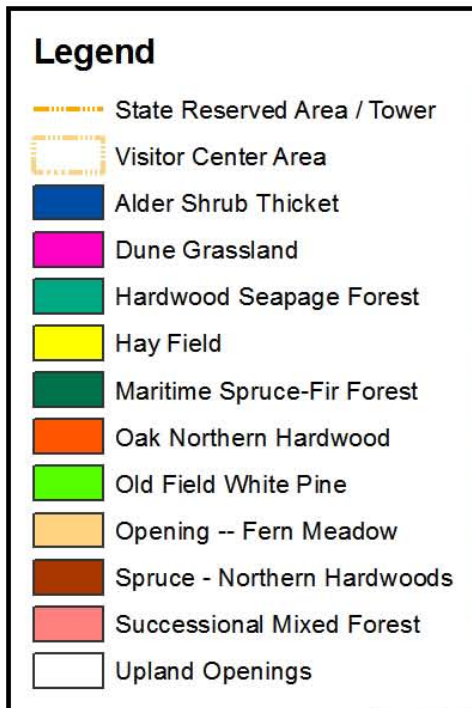 Legend
State Reserved Area / Tower
Visitor Center Area
Alder Shrub Thicket
Dune Grassland
Hardwood Seepage Forest
Hay Field
Maritime Spruce-Fir Forest
Oak Northern Hardwood
Old Field White Pine
Opening -- Fern Meadow
Spruce - Northern Hardwoods
Successional Mixed Forest
Upland Openings